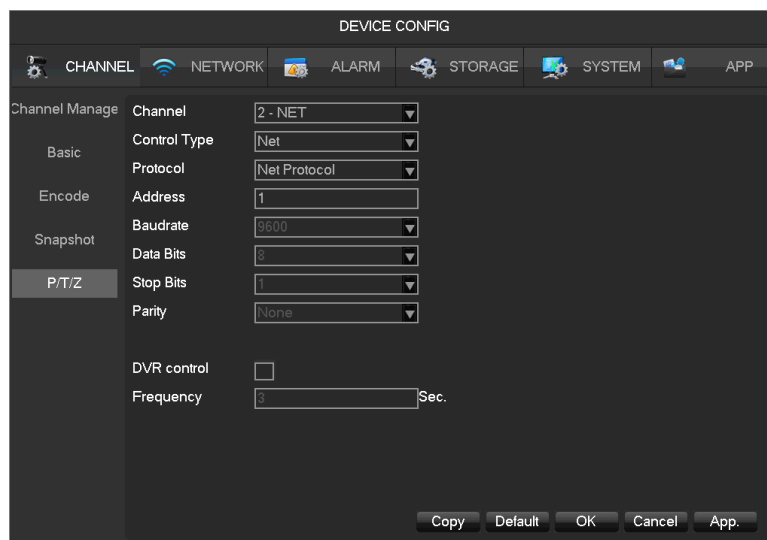 DEVICE CONFIG
CHANNEL NETWORK ALARM STORAGE SYSTEM APP
Channel Manage
Basic
Encode
Snapshot
P/T/Z
Channel 2 - NET
Control Type Net
Protocol Net Protocol
Address 1
Baudrate 9600
Data Bits 8
Stop Bits 1
Parity None
DVR control
Frequency 3 Sec.
Copy Default OK Cancel App.